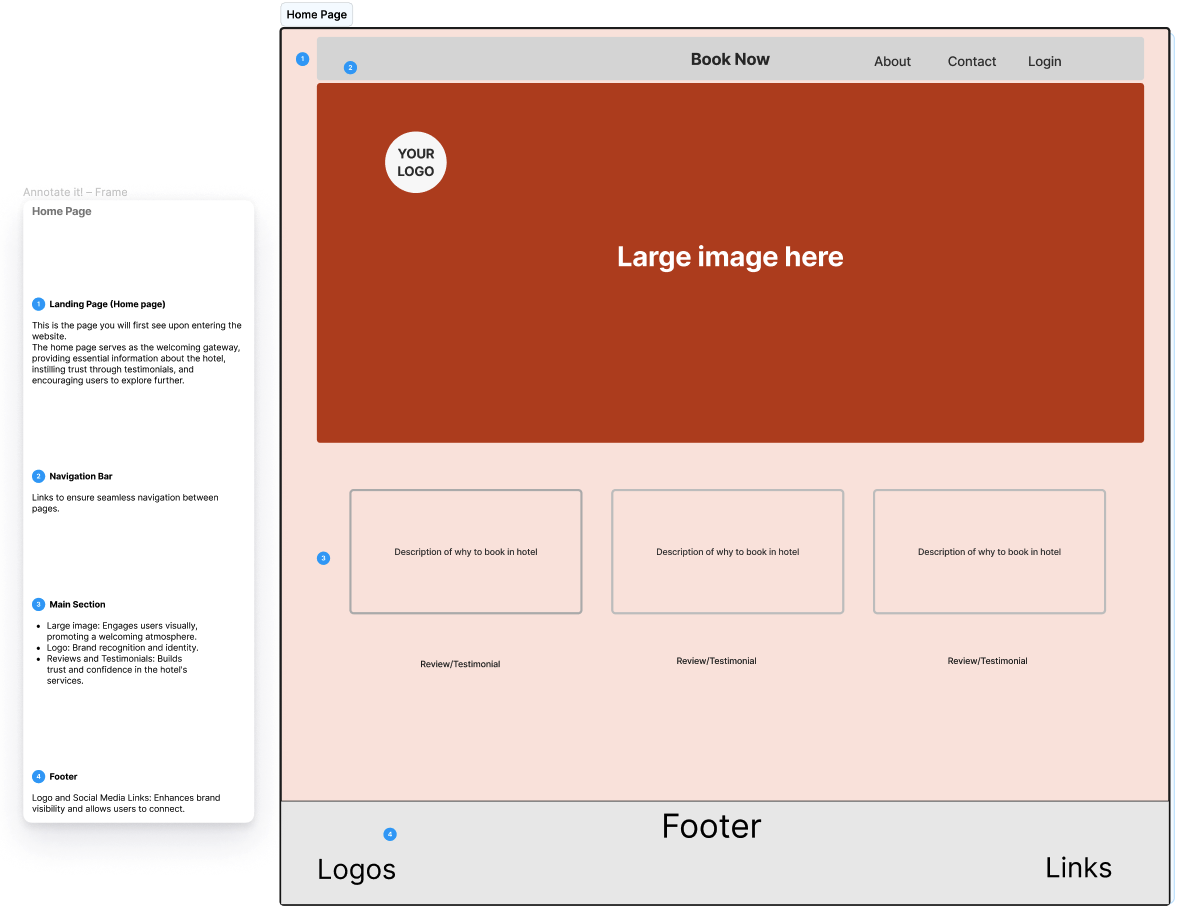 Home Page
1
2
Book Now
About
Contact
Login
YOUR
LOGO
Large image here
Annotate it! – Frame
Home Page
1 Landing Page (Home page)
This is the page you will first see upon entering the
website.
The home page serves as the welcoming gateway,
providing essential information about the hotel,
instilling trust through testimonials, and
encouraging users to explore further.
2 Navigation Bar
Links to ensure seamless navigation between
pages.
3 Main Section
• Large image: Engages users visually,
promoting a welcoming atmosphere.
• Logo: Brand recognition and identity.
• Reviews and Testimonials: Builds
trust and confidence in the hotel's
services.
4 Footer
Logo and Social Media Links: Enhances brand
visibility and allows users to connect.
3
Description of why to book in hotel
Description of why to book in hotel
Description of why to book in hotel
Review/Testimonial
Review/Testimonial
Review/Testimonial
4
Footer
Logos
Links